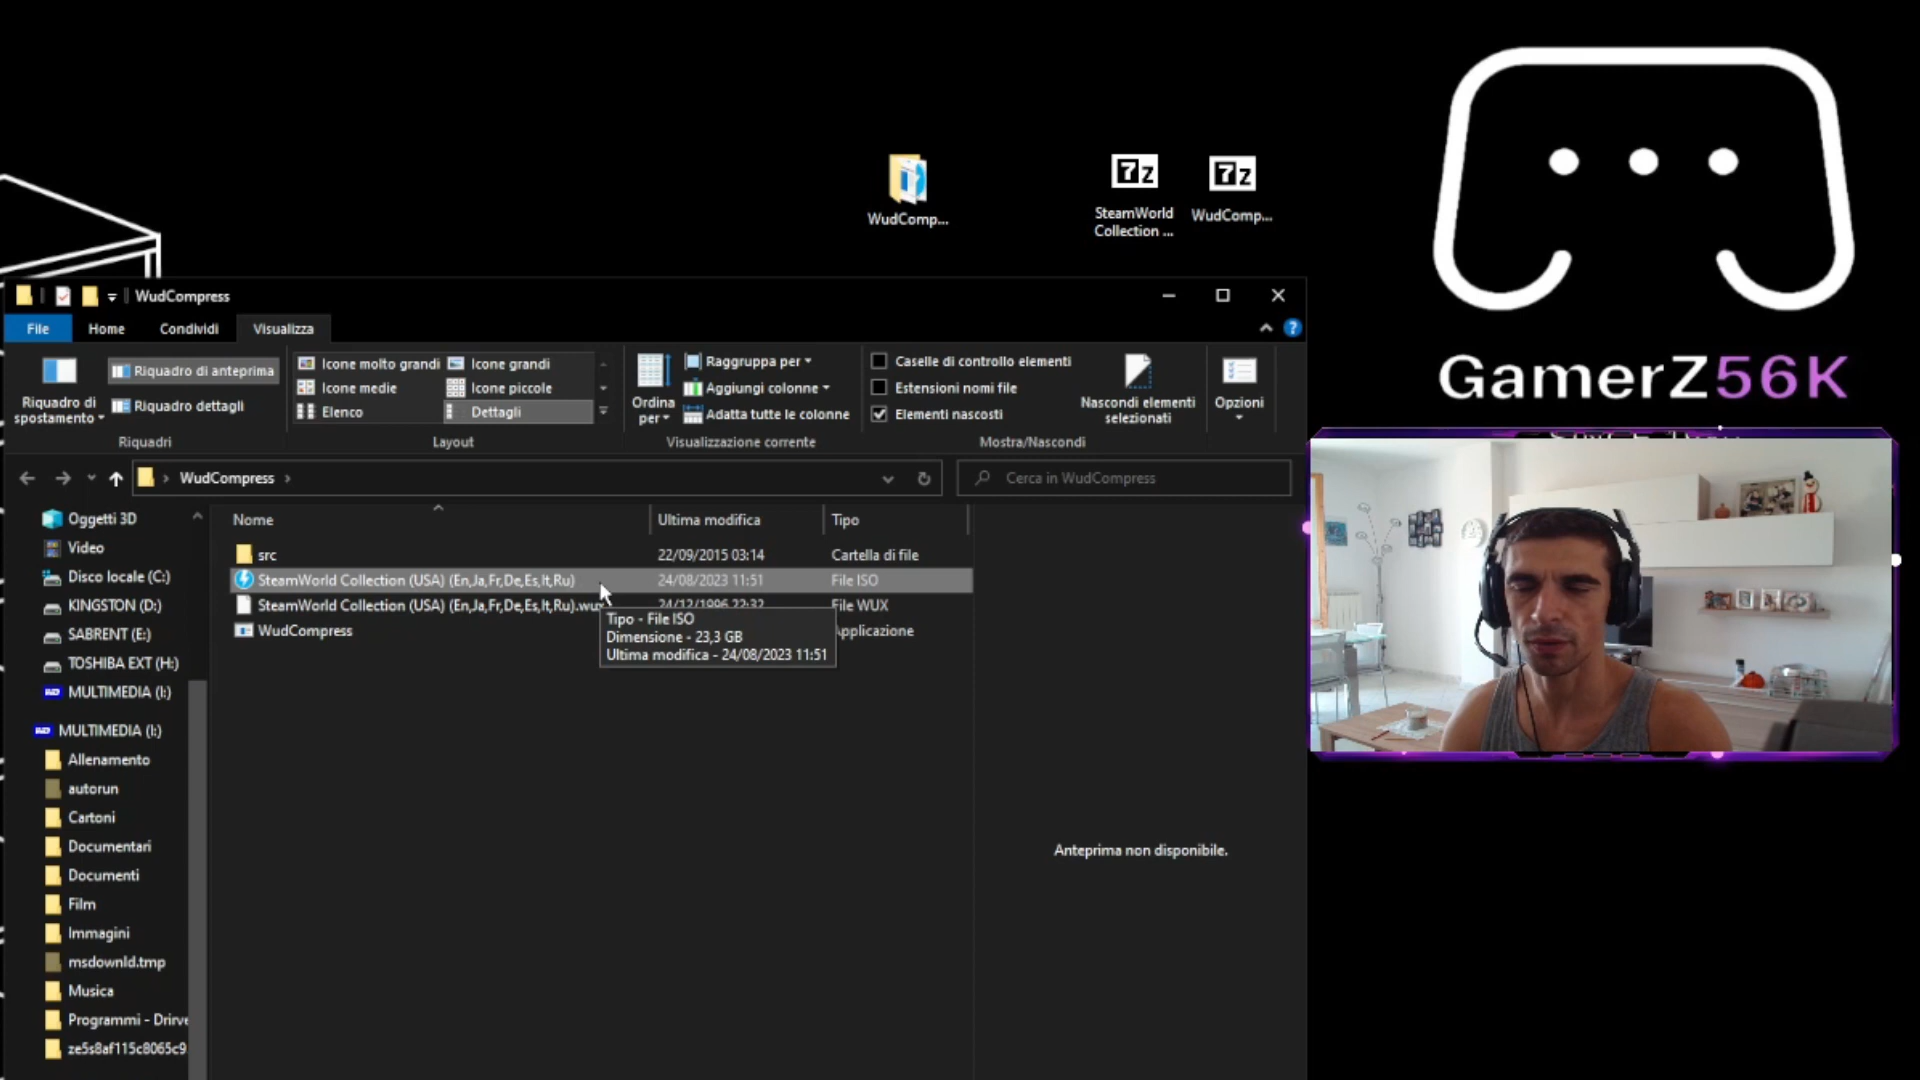 WudComp...
SteamWorld
Collection ...
WudComp...
GamerZ56K
WudCompress
File
Home
Condividi
Visualizza
Riquadro di
spostamento
Riquadro di anteprima
Riquadro dettagli
Riquadri
Icone molto grandi
Icone grandi
Icone medie
Icone piccole
Elenco
Dettagli
Layout
Ordina
per
Raggruppa per
Aggiungi colonne
Adatta tutte le colonne
Visualizzazione corrente
Caselle di controllo elementi
Estensioni nomi file
Elementi nascosti
Nascondi elementi
selezionati
Mostra/Nascondi
Opzioni
WudCompress
Cerca in WudCompress
Oggetti 3D
Video
Disco locale (C:)
KINGSTON (D:)
SABRENT (E:)
TOSHIBA EXT (H:)
MULTIMEDIA (I:)
MULTIMEDIA (I:)
Allenamento
autorun
Cartoni
Documentari
Documenti
Film
Immagini
msdownld.tmp
Musica
Programmi - Drirve
ze5s8af115c8065c9
Nome
Ultima modifica
Tipo
src
22/09/2015 03:14
Cartella di file
SteamWorld Collection (USA) (En,Ja,Fr,De,Es,It,Ru)
24/08/2023 11:51
File ISO
SteamWorld Collection (USA) (En,Ja,Fr,De,Es,It,Ru).wux
24/12/1996 22:32
File WUX
WudCompress
Applicazione
Tipo - File ISO
Dimensione - 23,3 GB
Ultima modifica - 24/08/2023 11:51
Anteprima non disponibile.